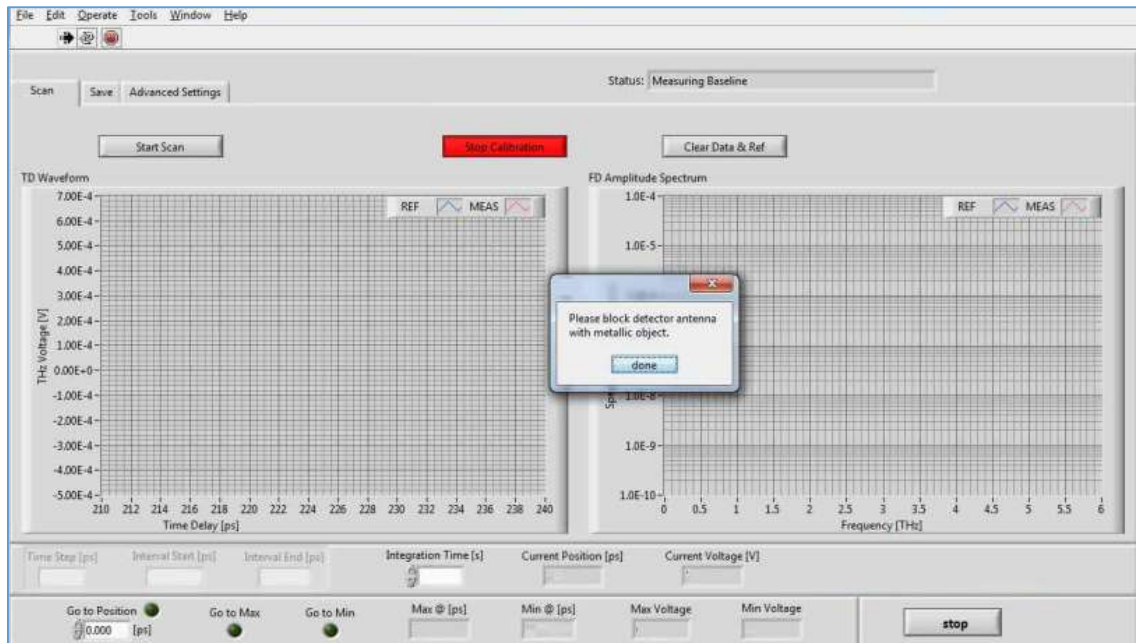 File Edit Operate Tools Window Help
Status: Measuring Baseline
Scan Save Advanced Settings
Start Scan
Stop Calibration
Clear Data & Ref
TD Waveform
REF MEAS
7.00E-4
6.00E-4
5.00E-4
4.00E-4
3.00E-4
2.00E-4
1.00E-4
0.00E+0
-1.00E-4
-2.00E-4
-3.00E-4
-4.00E-4
-5.00E-4
THz Voltage [V]
210 212 214 216 218 220 222 224 226 228 230 232 234 236 238 240
Time Delay [ps]
FD Amplitude Spectrum
REF MEAS
1.0E-4
1.0E-5
1.0E-8
1.0E-9
1.0E-10
0 0.5 1 1.5 2 2.5 3 3.5 4 4.5 5 5.5 6
Frequency [THz]
Please block detector antenna
with metallic object.
done
Time Step [ps] Interval Start [ps] Interval End [ps] Integration Time [s] Current Position [ps] Current Voltage [V]
Go to Position Go to Max Go to Min Max @ [ps] Min @ [ps] Max Voltage Min Voltage
0.000 [ps]
stop